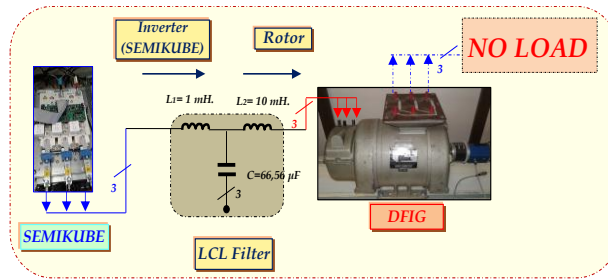 Inverter
(SEMIKUBE)
Rotor
NO LOAD
3
L₁= 1 mH.
L₂= 10 mH.
3
3
C=66,56 µF
3
SEMIKUBE
DFIG
LCL Filter